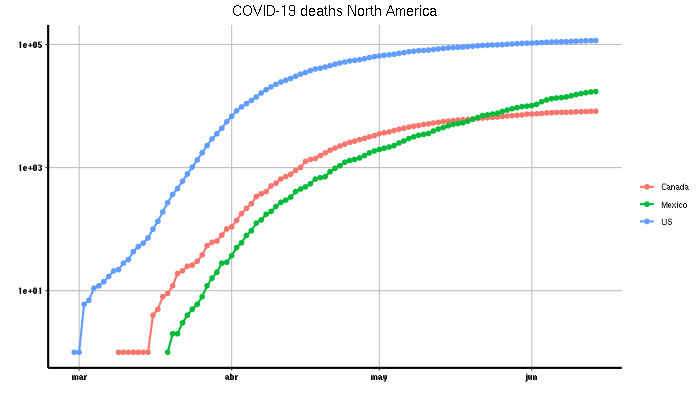 COVID-19 deaths North America
1e+05
1e+03
1e+01
mar
abr
may
jun
Canada
Mexico
US